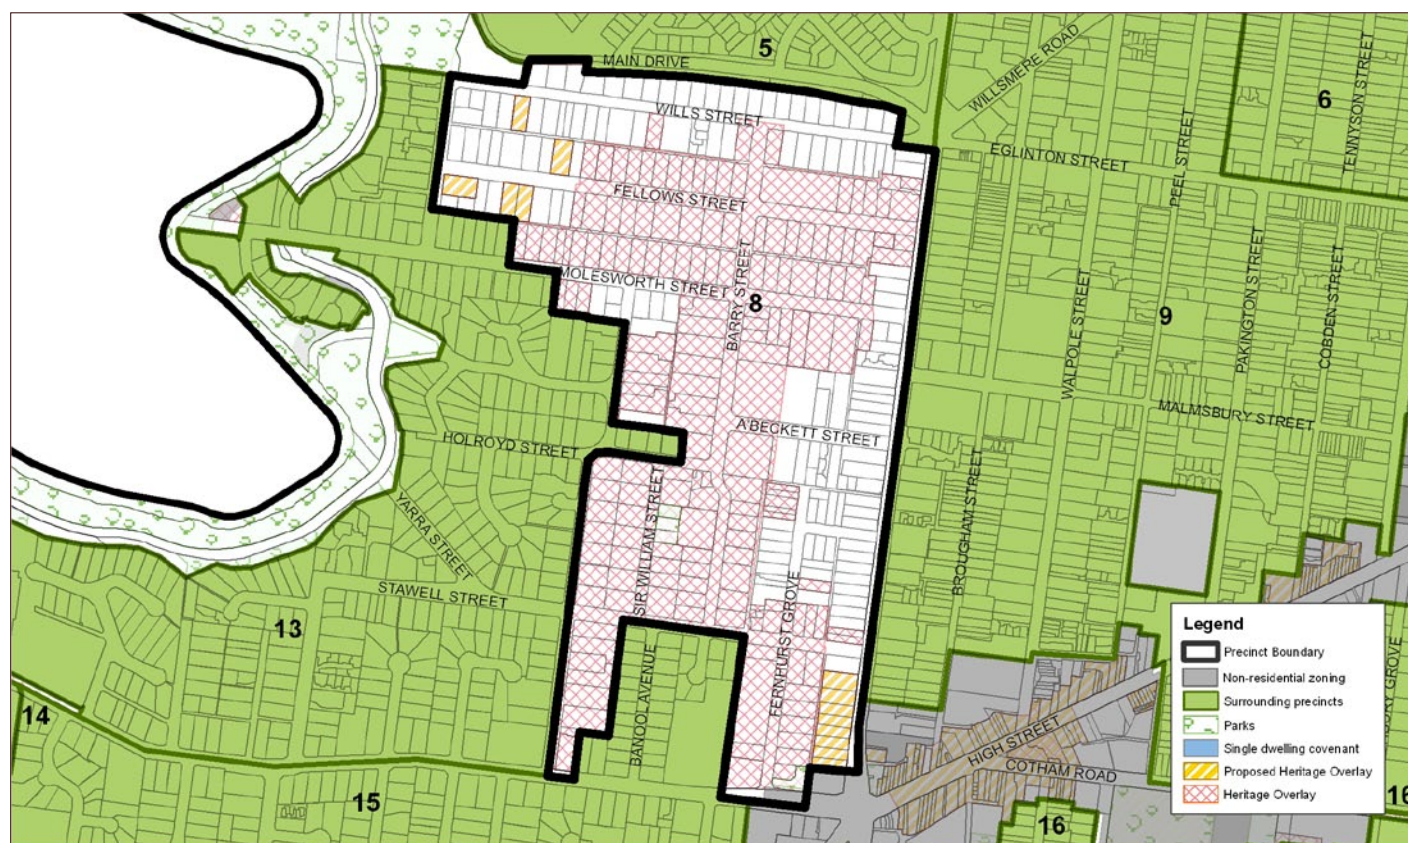 5
MAIN DRIVE
WILLSMERE ROAD
6
TENNYSON STREET
WILLS STREET
EGLINTON STREET
PEEL STREET
FELLOWS STREET
MOLESWORTH STREET
BARRY STREET
8
WALPOLE STREET
9
PAKINGTON STREET
COBDEN STREET
MALMSBURY STREET
A'BECKETT STREET
HOLROYD STREET
YARRA STREET
SIR WILLIAM STREET
BROUGHAM STREET
STAWELL STREET
FERNHURST GROVE
13
BANOOL AVENUE
14
HIGH STREET
COTHAM ROAD
15
16
16
Legend
Precinct Boundary
Non-residential zoning
Surrounding precincts
Parks
Single dwelling covenant
Proposed Heritage Overlay
Heritage Overlay